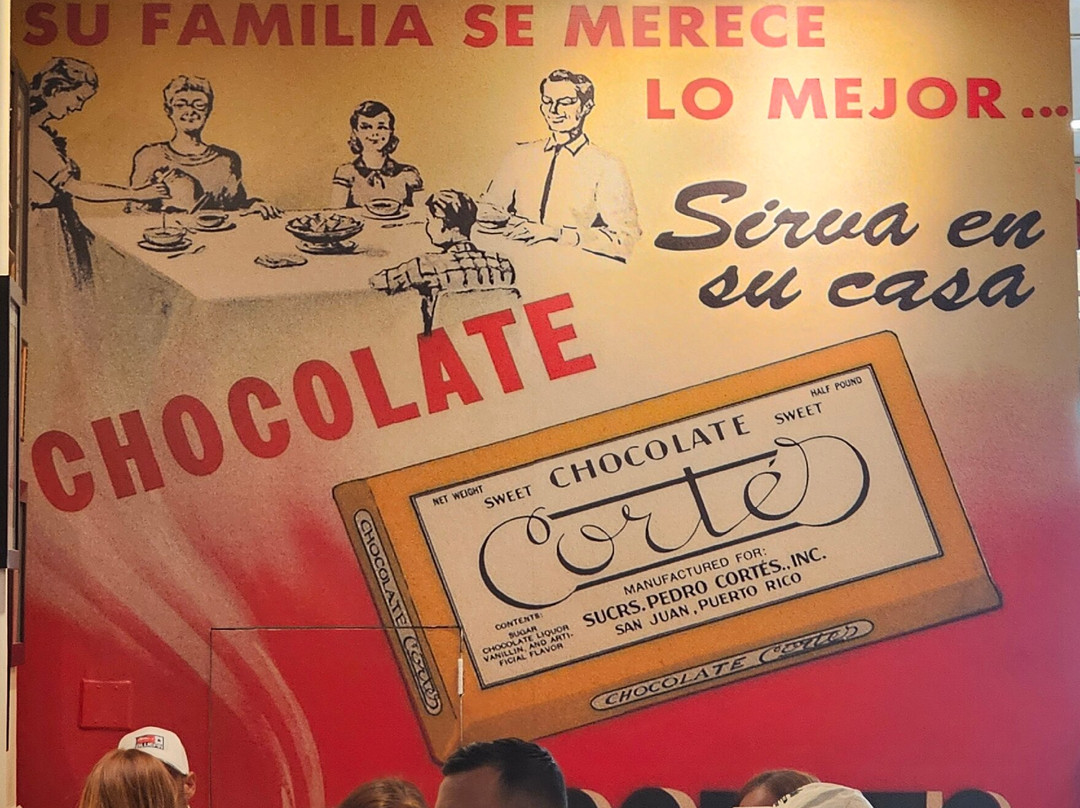 SU FAMILIA SE MERECE
LO MEJOR...
Sirva en
su casa
CHOCOLATE
NET WEIGHT
HALF POUND
SWEET CHOCOLATE SWEET
Cortés
MANUFACTURED FOR:
SUCRS. PEDRO CORTÉS., INC.
SAN JUAN, PUERTO RICO
CONTENTS:
SUGAR
CHOCOLATE LIQUOR
VANILLIN, AND ARTI-
FICIAL FLAVOR
CHOCOLATE Cortés
CHOCOLATE Cortés